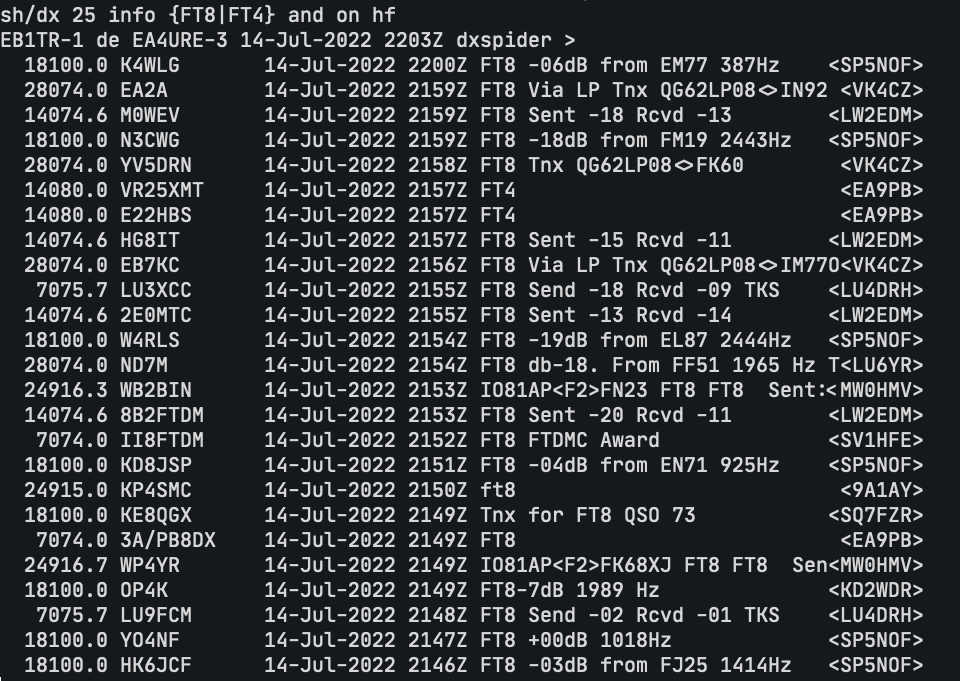 sh/dx 25 info {FT8|FT4} and on hf
EB1TR-1 de EA4URE-3 14-Jul-2022 2203Z dxspider >
18100.0 K4WLG 14-Jul-2022 2200Z FT8 -06dB from EM77 387Hz <SP5NOF>
28074.0 EA2A 14-Jul-2022 2159Z FT8 Via LP Tnx QG62LP08<>IN92 <VK4CZ>
14074.6 M0WEV 14-Jul-2022 2159Z FT8 Sent -18 Rcvd -13 <LW2EDM>
18100.0 N3CWG 14-Jul-2022 2159Z FT8 -18dB from FM19 2443Hz <SP5NOF>
28074.0 YV5DRN 14-Jul-2022 2158Z FT8 Tnx QG62LP08<>FK60 <VK4CZ>
14080.0 VR25XMT 14-Jul-2022 2157Z FT4 <EA9PB>
14080.0 E22HBS 14-Jul-2022 2157Z FT4 <EA9PB>
14074.6 HG8IT 14-Jul-2022 2157Z FT8 Sent -15 Rcvd -11 <LW2EDM>
28074.0 EB7KC 14-Jul-2022 2156Z FT8 Via LP Tnx QG62LP08<>IM77O<VK4CZ>
7075.7 LU3XCC 14-Jul-2022 2155Z FT8 Send -18 Rcvd -09 TKS <LU4DRH>
14074.6 2E0MTC 14-Jul-2022 2155Z FT8 Sent -13 Rcvd -14 <LW2EDM>
18100.0 W4RLS 14-Jul-2022 2155Z FT8 -19dB from EL87 2444Hz <SP5NOF>
28074.0 ND7M 14-Jul-2022 2154Z FT8 db-18. From FF51 1965 Hz T<LU6YR>
24916.3 WB2BIN 14-Jul-2022 2153Z IO81AP<F2>FN23 FT8 FT8  Sent:<MW0HMV>
14074.6 8B2FTDM 14-Jul-2022 2153Z FT8 Sent -20 Rcvd -11 <LW2EDM>
7074.0 II8FTDM 14-Jul-2022 2152Z FT8 FTDMC Award <SV1HFE>
18100.0 KD8JSP 14-Jul-2022 2151Z FT8 -04dB from EN71 925Hz <SP5NOF>
24915.0 KP4SMC 14-Jul-2022 2150Z ft8 <9A1AY>
18100.0 KE8QGX 14-Jul-2022 2149Z Tnx for FT8 QSO 73 <SQ7FZR>
7074.0 3A/PB8DX 14-Jul-2022 2149Z FT8 <EA9PB>
24916.7 WP4YR 14-Jul-2022 2149Z IO81AP<F2>FK68XJ FT8 FT8  Sen<MW0HMV>
18100.0 OP4K 14-Jul-2022 2149Z FT8-7dB 1989 Hz <KD2WDR>
7075.7 LU9FCM 14-Jul-2022 2148Z FT8 Send -02 Rcvd -01 TKS <LU4DRH>
18100.0 YO4NF 14-Jul-2022 2147Z FT8 +00dB 1018Hz <SP5NOF>
18100.0 HK6JCF 14-Jul-2022 2146Z FT8 -03dB from FJ25 1414Hz <SP5NOF>